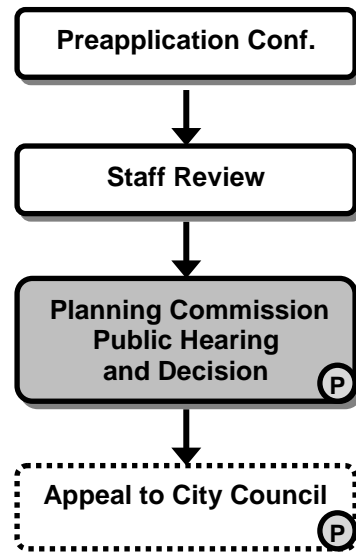 Preapplication Conf.
Staff Review
Planning Commission
Public Hearing
and Decision
P
Appeal to City Council
P